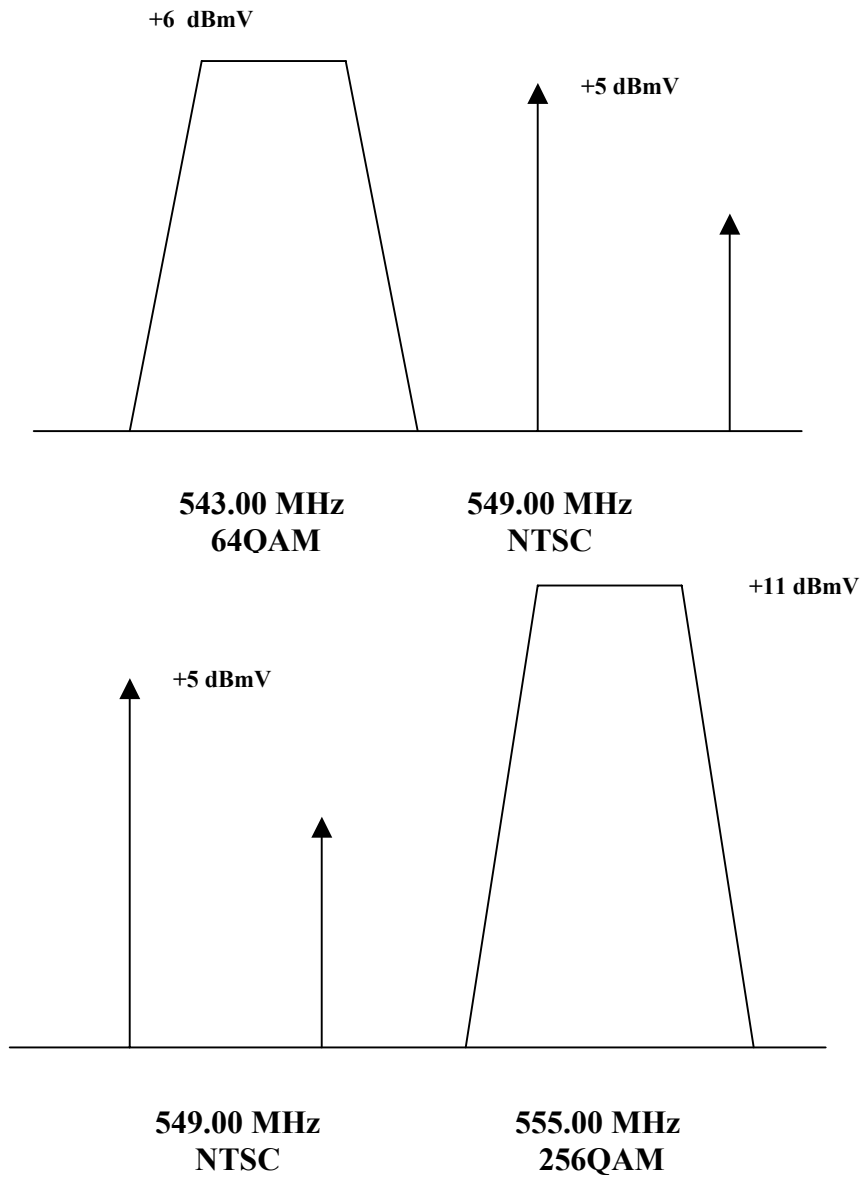 +6 dBmV
+5 dBmV
543.00 MHz 549.00 MHz
64QAM NTSC
+11 dBmV
+5 dBmV
549.00 MHz 555.00 MHz
NTSC 256QAM